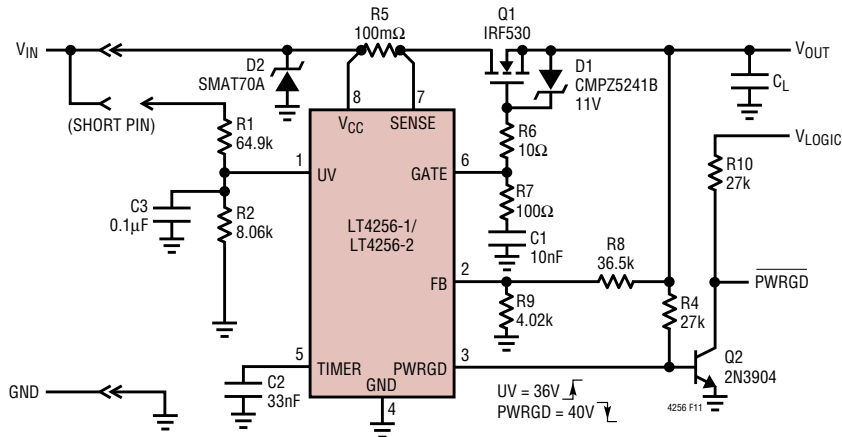 R5
100mΩ
Q1
IRF530
VIN
VOUT
D2
SMAT70A
D1
CMPZ5241B
11V
CL
(SHORT PIN)
8
7
VCC
SENSE
R1
64.9k
R6
10Ω
VLOGIC
R10
27k
1
UV
GATE
6
R7
100Ω
C3
0.1µF
R2
8.06k
LT4256-1/
LT4256-2
C1
10nF
R8
36.5k
2
FB
PWRGD
R9
4.02k
R4
27k
5
TIMER
PWRGD
3
Q2
2N3904
GND
C2
33nF
GND
4
UV = 36V
PWRGD = 40V
4256 F11